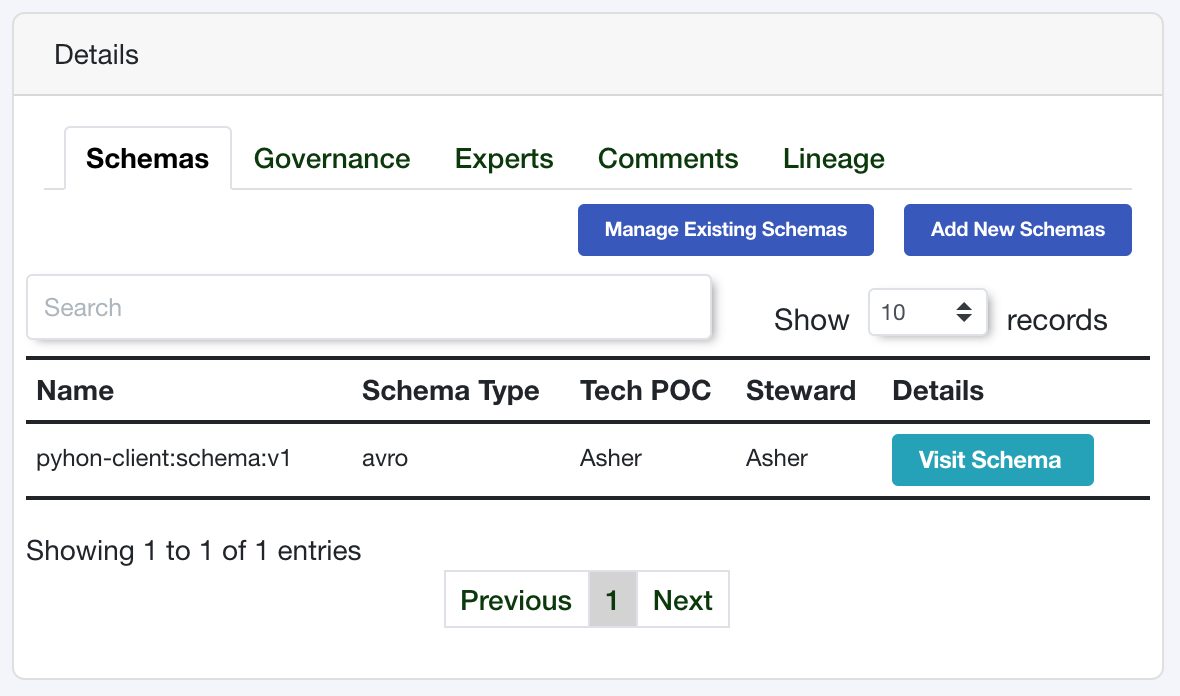 Details
Schemas Governance Experts Comments Lineage
Manage Existing Schemas Add New Schemas
Search Show 10 records
Name Schema Type Tech POC Steward Details
pyhon-client:schema:v1 avro Asher Asher Visit Schema
Showing 1 to 1 of 1 entries
Previous 1 Next